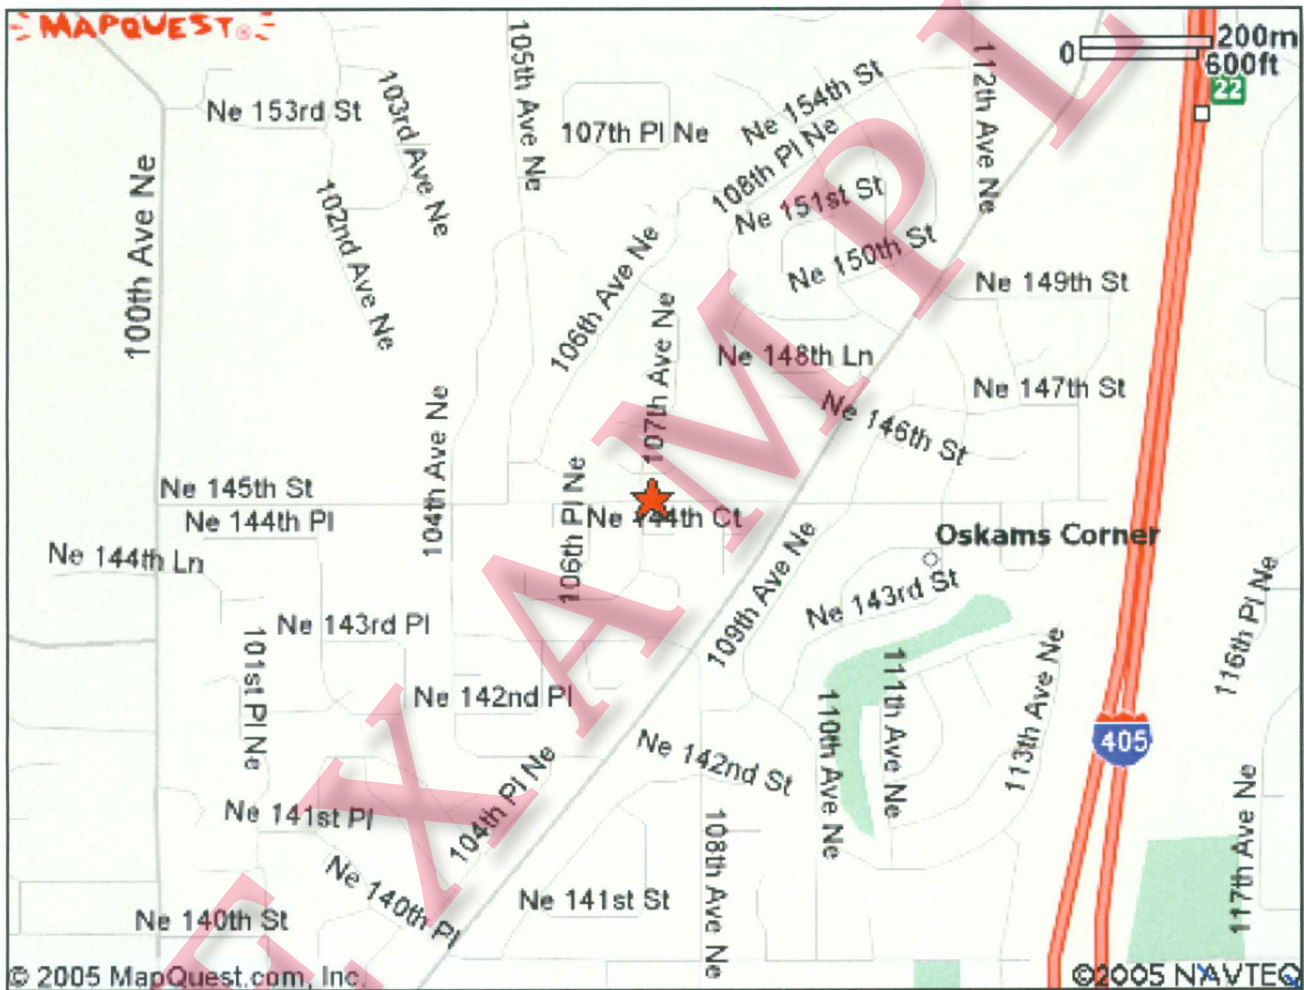 MAPQUEST®
0 200m
600ft
22
Ne 153rd St
103rd Ave Ne
105th Ave Ne
107th Pl Ne
Ne 154th St
108th Pl Ne
112th Ave Ne
100th Ave Ne
102nd Ave Ne
Ne 151st St
Ne 150th St
106th Ave Ne
107th Ave Ne
Ne 149th St
Ne 148th Ln
Ne 147th St
104th Ave Ne
Ne 146th St
Ne 145th St
Ne 144th Pl
106th Pl Ne
Ne 144th Ct
Oskams Corner
Ne 144th Ln
109th Ave Ne
Ne 143rd St
116th Pl Ne
Ne 143rd Pl
101st Pl Ne
Ne 142nd Pl
110th Ave Ne
111th Ave Ne
113th Ave Ne
405
Ne 142nd St
Ne 141st Pl
104th Pl Ne
108th Ave Ne
117th Ave Ne
Ne 140th Pl
Ne 141st St
Ne 140th St
© 2005 MapQuest.com, Inc.
©2005 NAVTEQ
EXAMPL